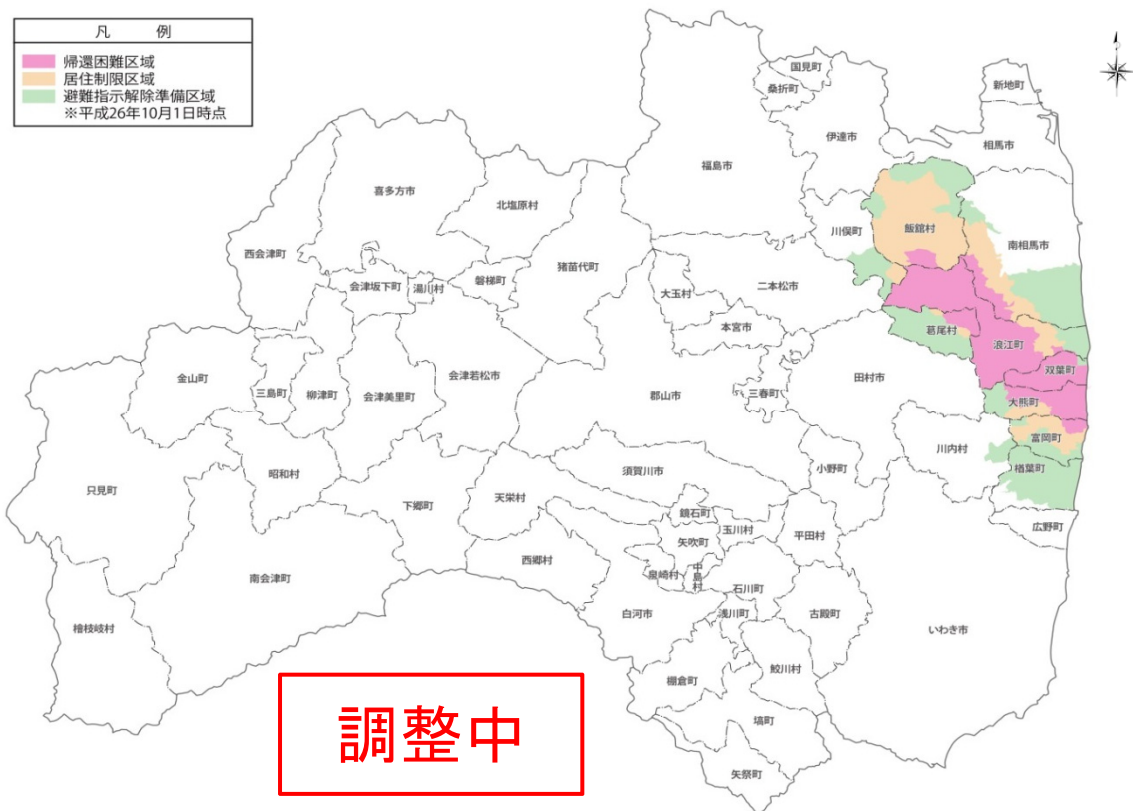 凡 例
帰還困難区域
居住制限区域
避難指示解除準備区域
※平成26年10月1日時点
国見町
桑折町
新地町
伊達市
相馬市
福島市
喜多方市
北塩原村
川俣町
飯舘村
南相馬市
西会津町
猪苗代町
会津坂下町
湯川村
磐梯町
大玉村
二本松市
本宮市
葛尾村
浪江町
双葉町
金山町
三島町
柳津町
会津美里町
会津若松市
郡山市
三春町
田村市
大熊町
富岡町
川内村
楢葉町
昭和村
須賀川市
小野町
只見町
下郷町
天栄村
鏡石町
玉川村
平田村
広野町
矢吹町
西郷村
泉崎村
中島村
石川町
南会津町
白河市
浅川町
古殿町
いわき市
檜枝岐村
鮫川村
棚倉町
塙町
矢祭町
調整中